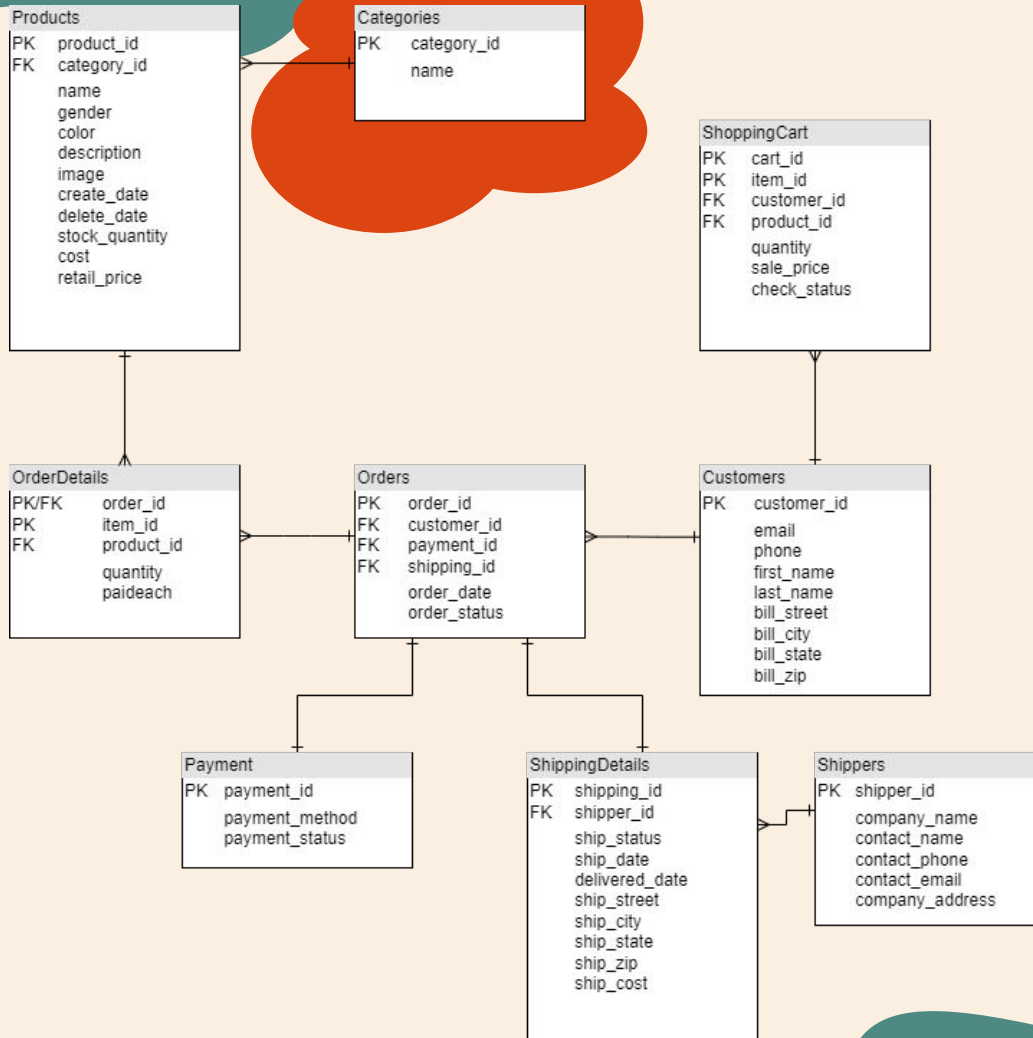 Products
PK product_id
FK category_id
name
gender
color
description
image
create_date
delete_date
stock_quantity
cost
retail_price
Categories
PK category_id
name
ShoppingCart
PK cart_id
PK item_id
FK customer_id
FK product_id
quantity
sale_price
check_status
OrderDetails
PK/FK order_id
PK item_id
FK product_id
quantity
paideach
Orders
PK order_id
FK customer_id
FK payment_id
FK shipping_id
order_date
order_status
Customers
PK customer_id
email
phone
first_name
last_name
bill_street
bill_city
bill_state
bill_zip
Payment
PK payment_id
payment_method
payment_status
ShippingDetails
PK shipping_id
FK shipper_id
ship_status
ship_date
delivered_date
ship_street
ship_city
ship_state
ship_zip
ship_cost
Shippers
PK shipper_id
company_name
contact_name
contact_phone
contact_email
company_address